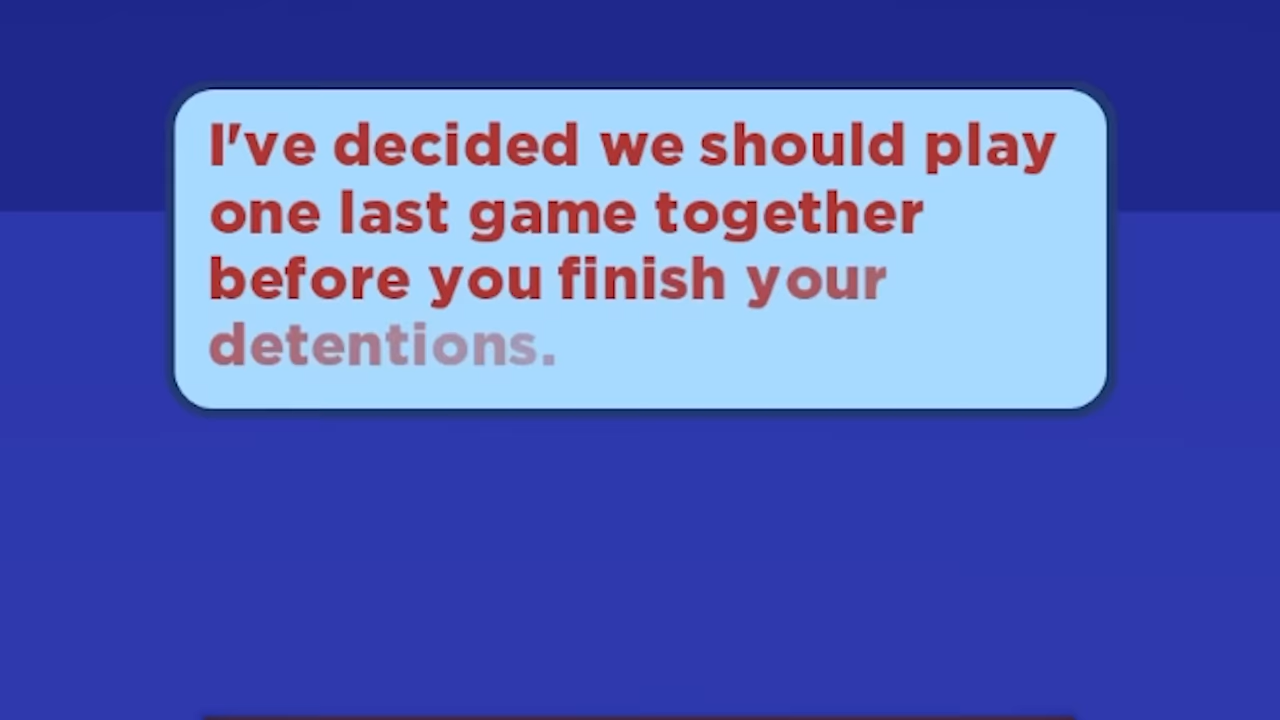 I've decided we should play
one last game together
before you finish your
detentions.